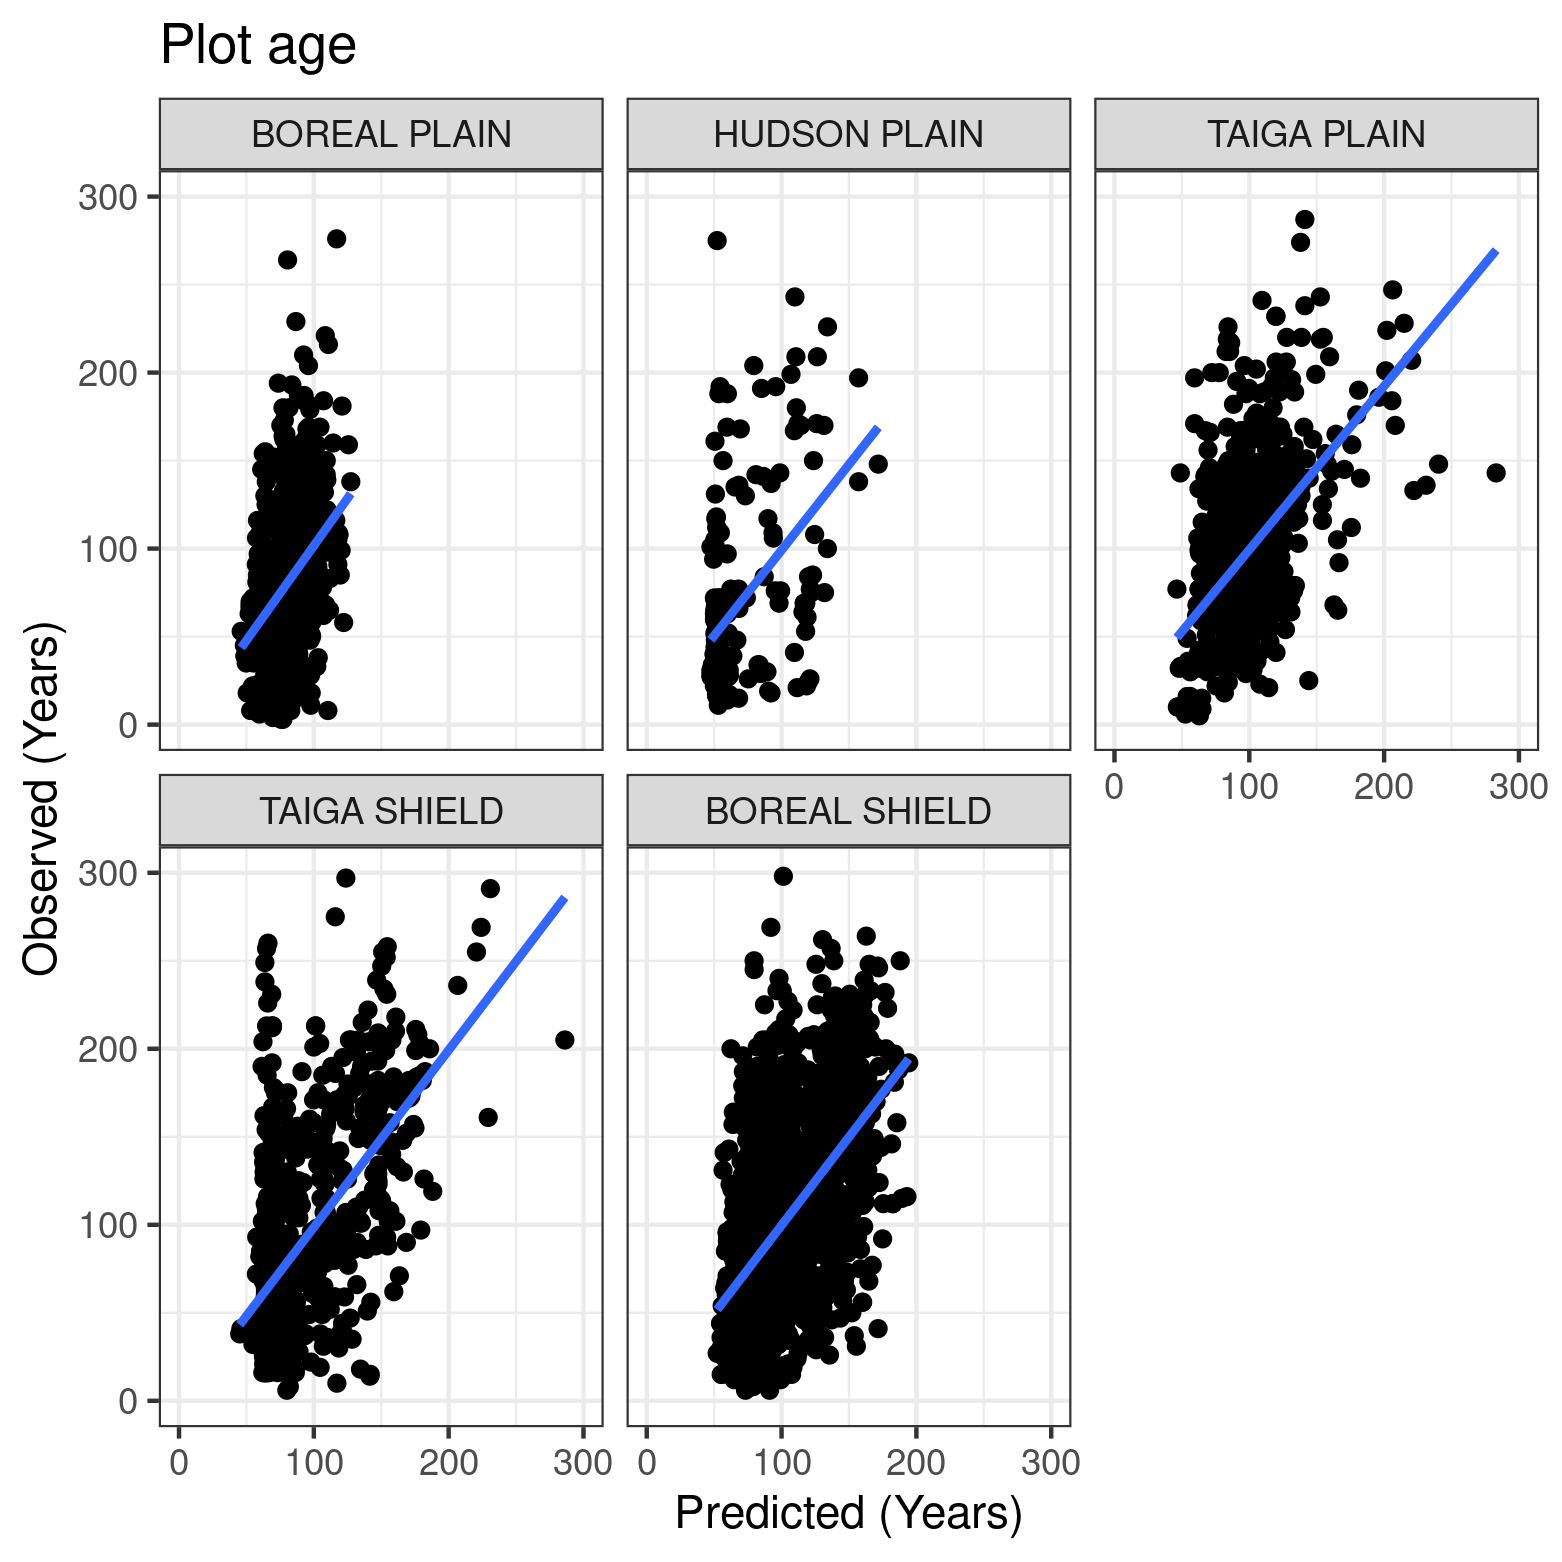 Plot age
BOREAL PLAIN
HUDSON PLAIN
TAIGA PLAIN
300
200
100
0
0 100 200 300
TAIGA SHIELD
BOREAL SHIELD
300
200
100
0
0 100 200 300
0 100 200 300
Observed (Years)
Predicted (Years)